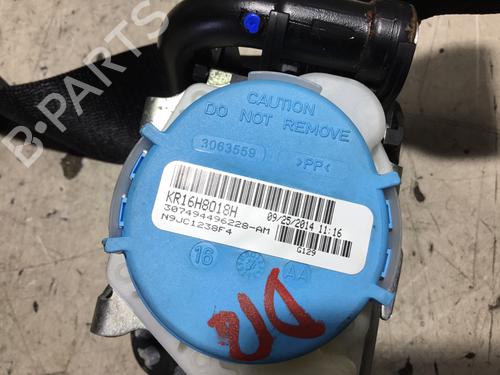 B-PARTS
CAUTION
DO NOT REMOVE
3063559
>PP<
KR16H8018H
09/25/2014 11:16
307494496228-AM
N9JC1238F4
G129
16
AA